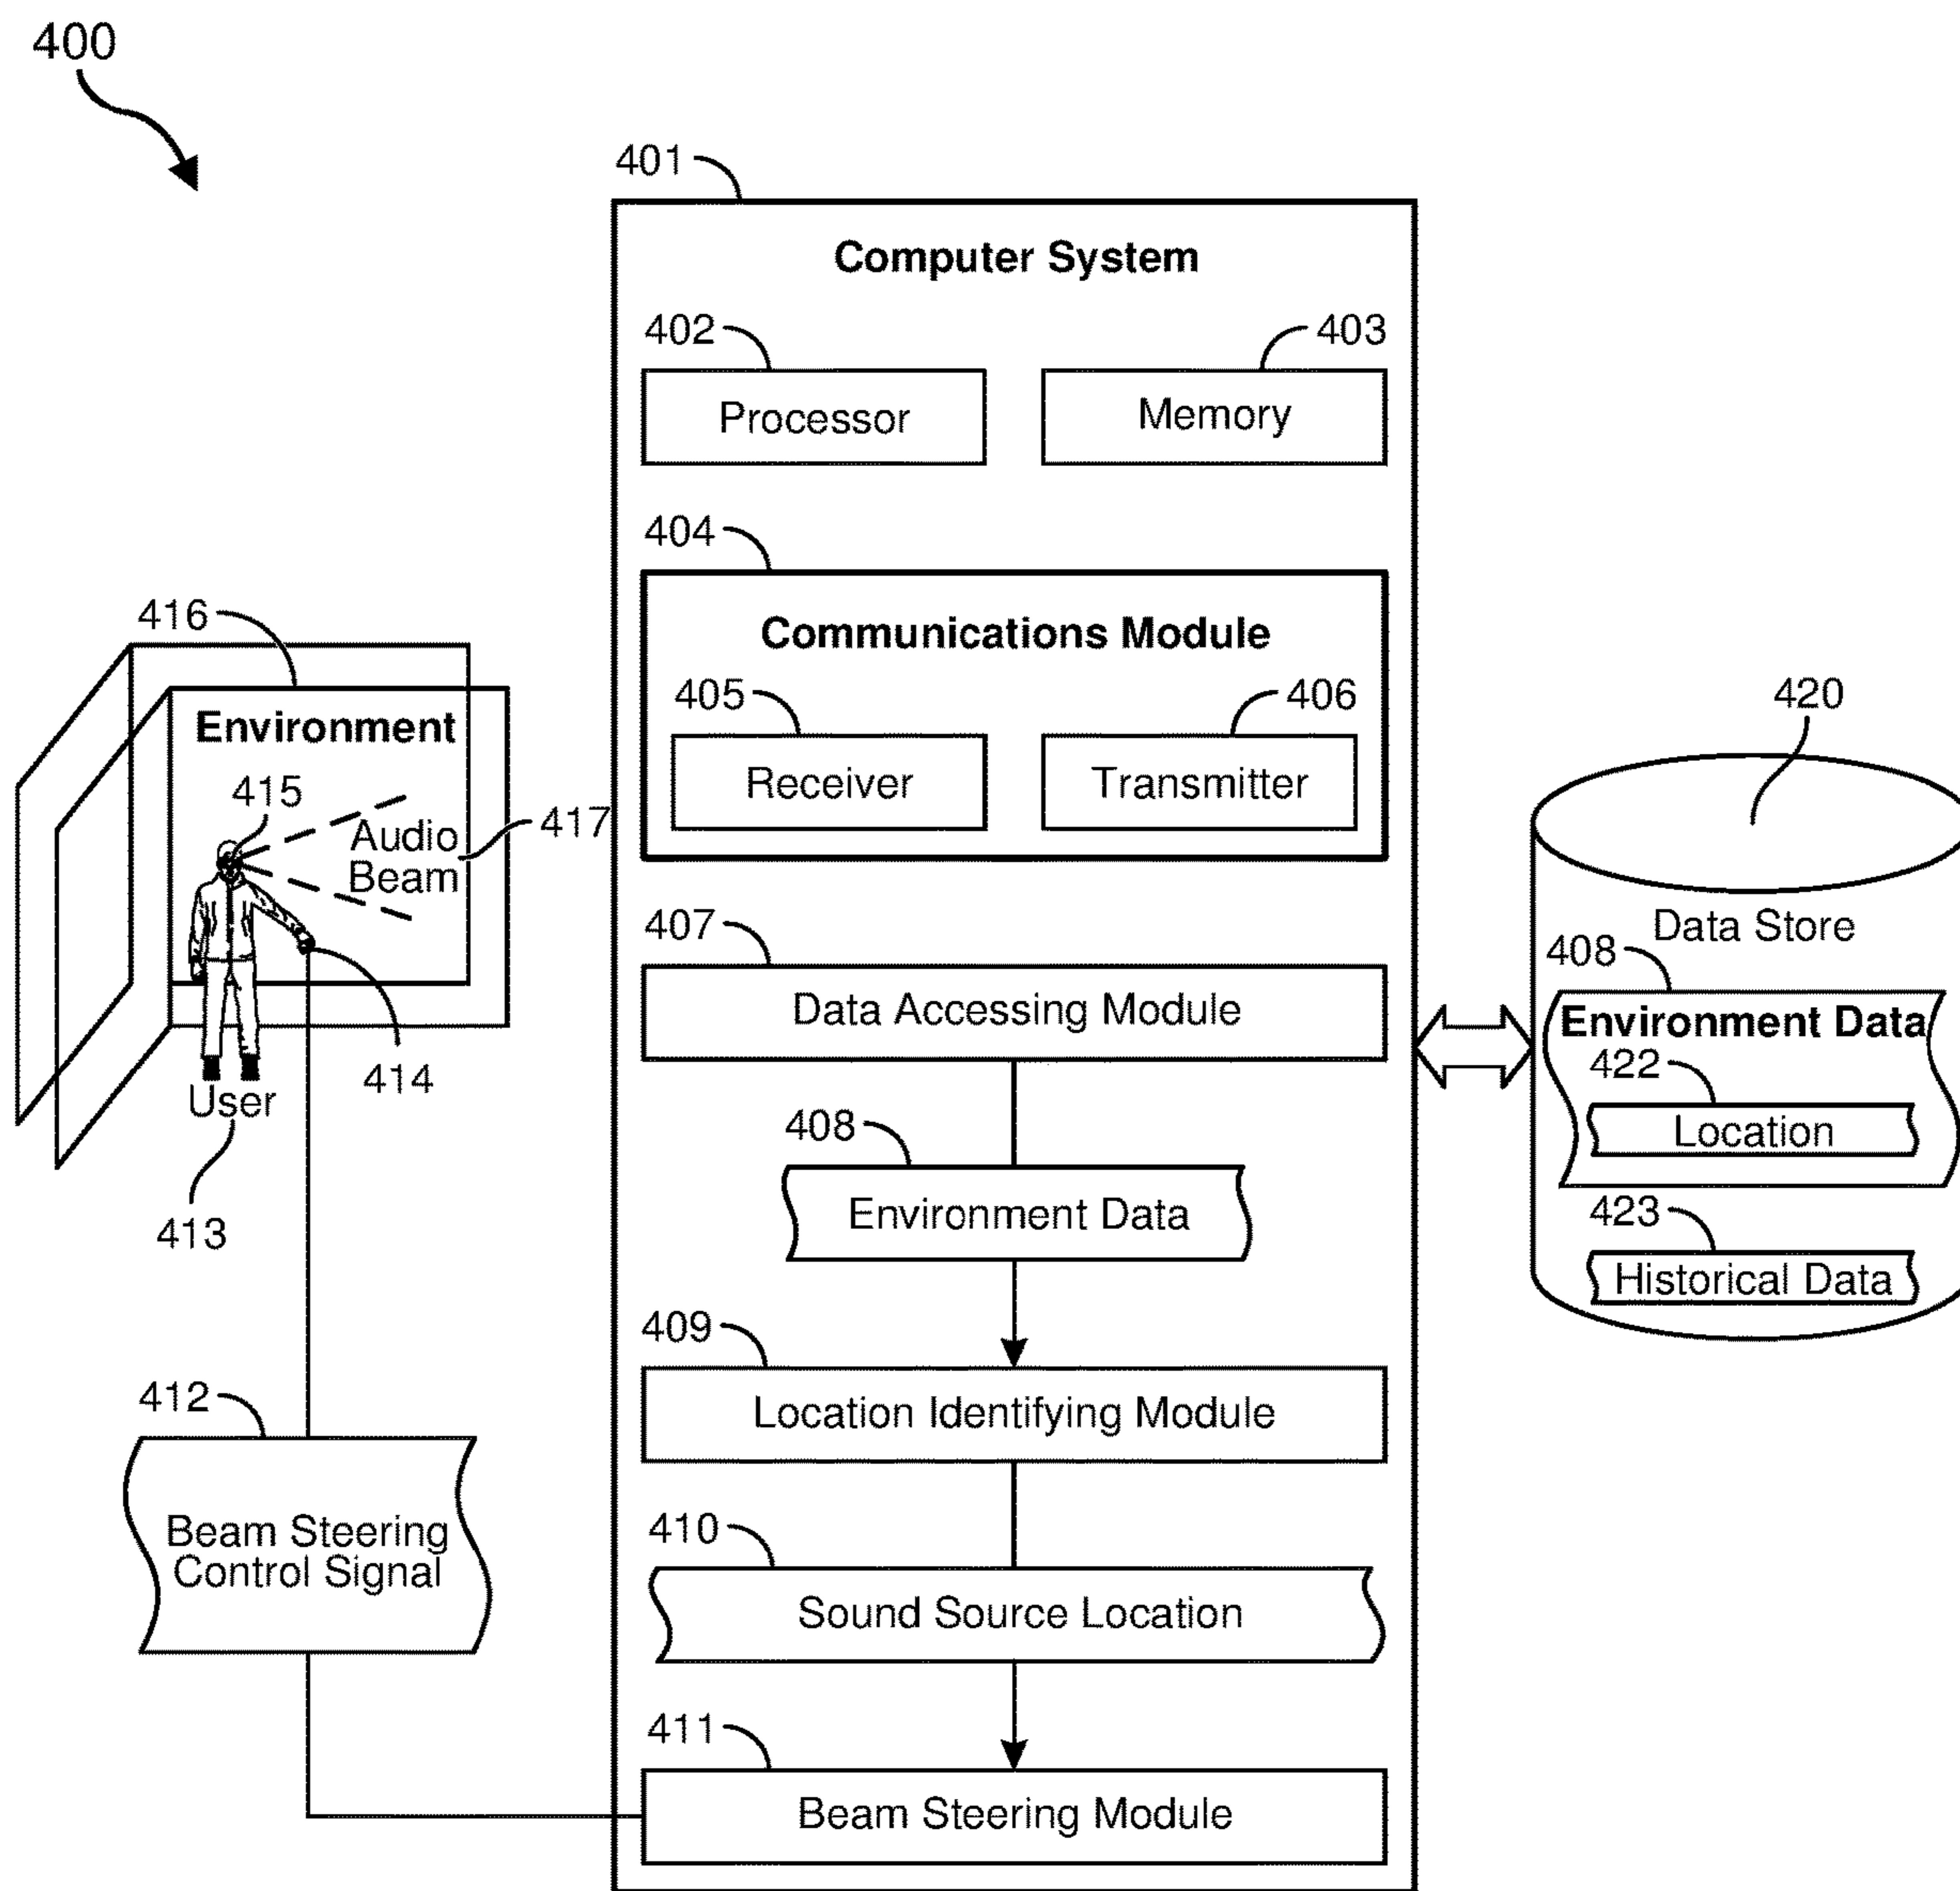 400
401
Computer System
402
403
Processor
Memory
404
Communications Module
405
406
Receiver
Transmitter
407
Data Accessing Module
408
Environment Data
409
Location Identifying Module
410
Sound Source Location
411
Beam Steering Module
416
Environment
415
Audio
Beam
417
414
User
413
412
Beam Steering
Control Signal
420
Data Store
408
Environment Data
422
Location
423
Historical Data